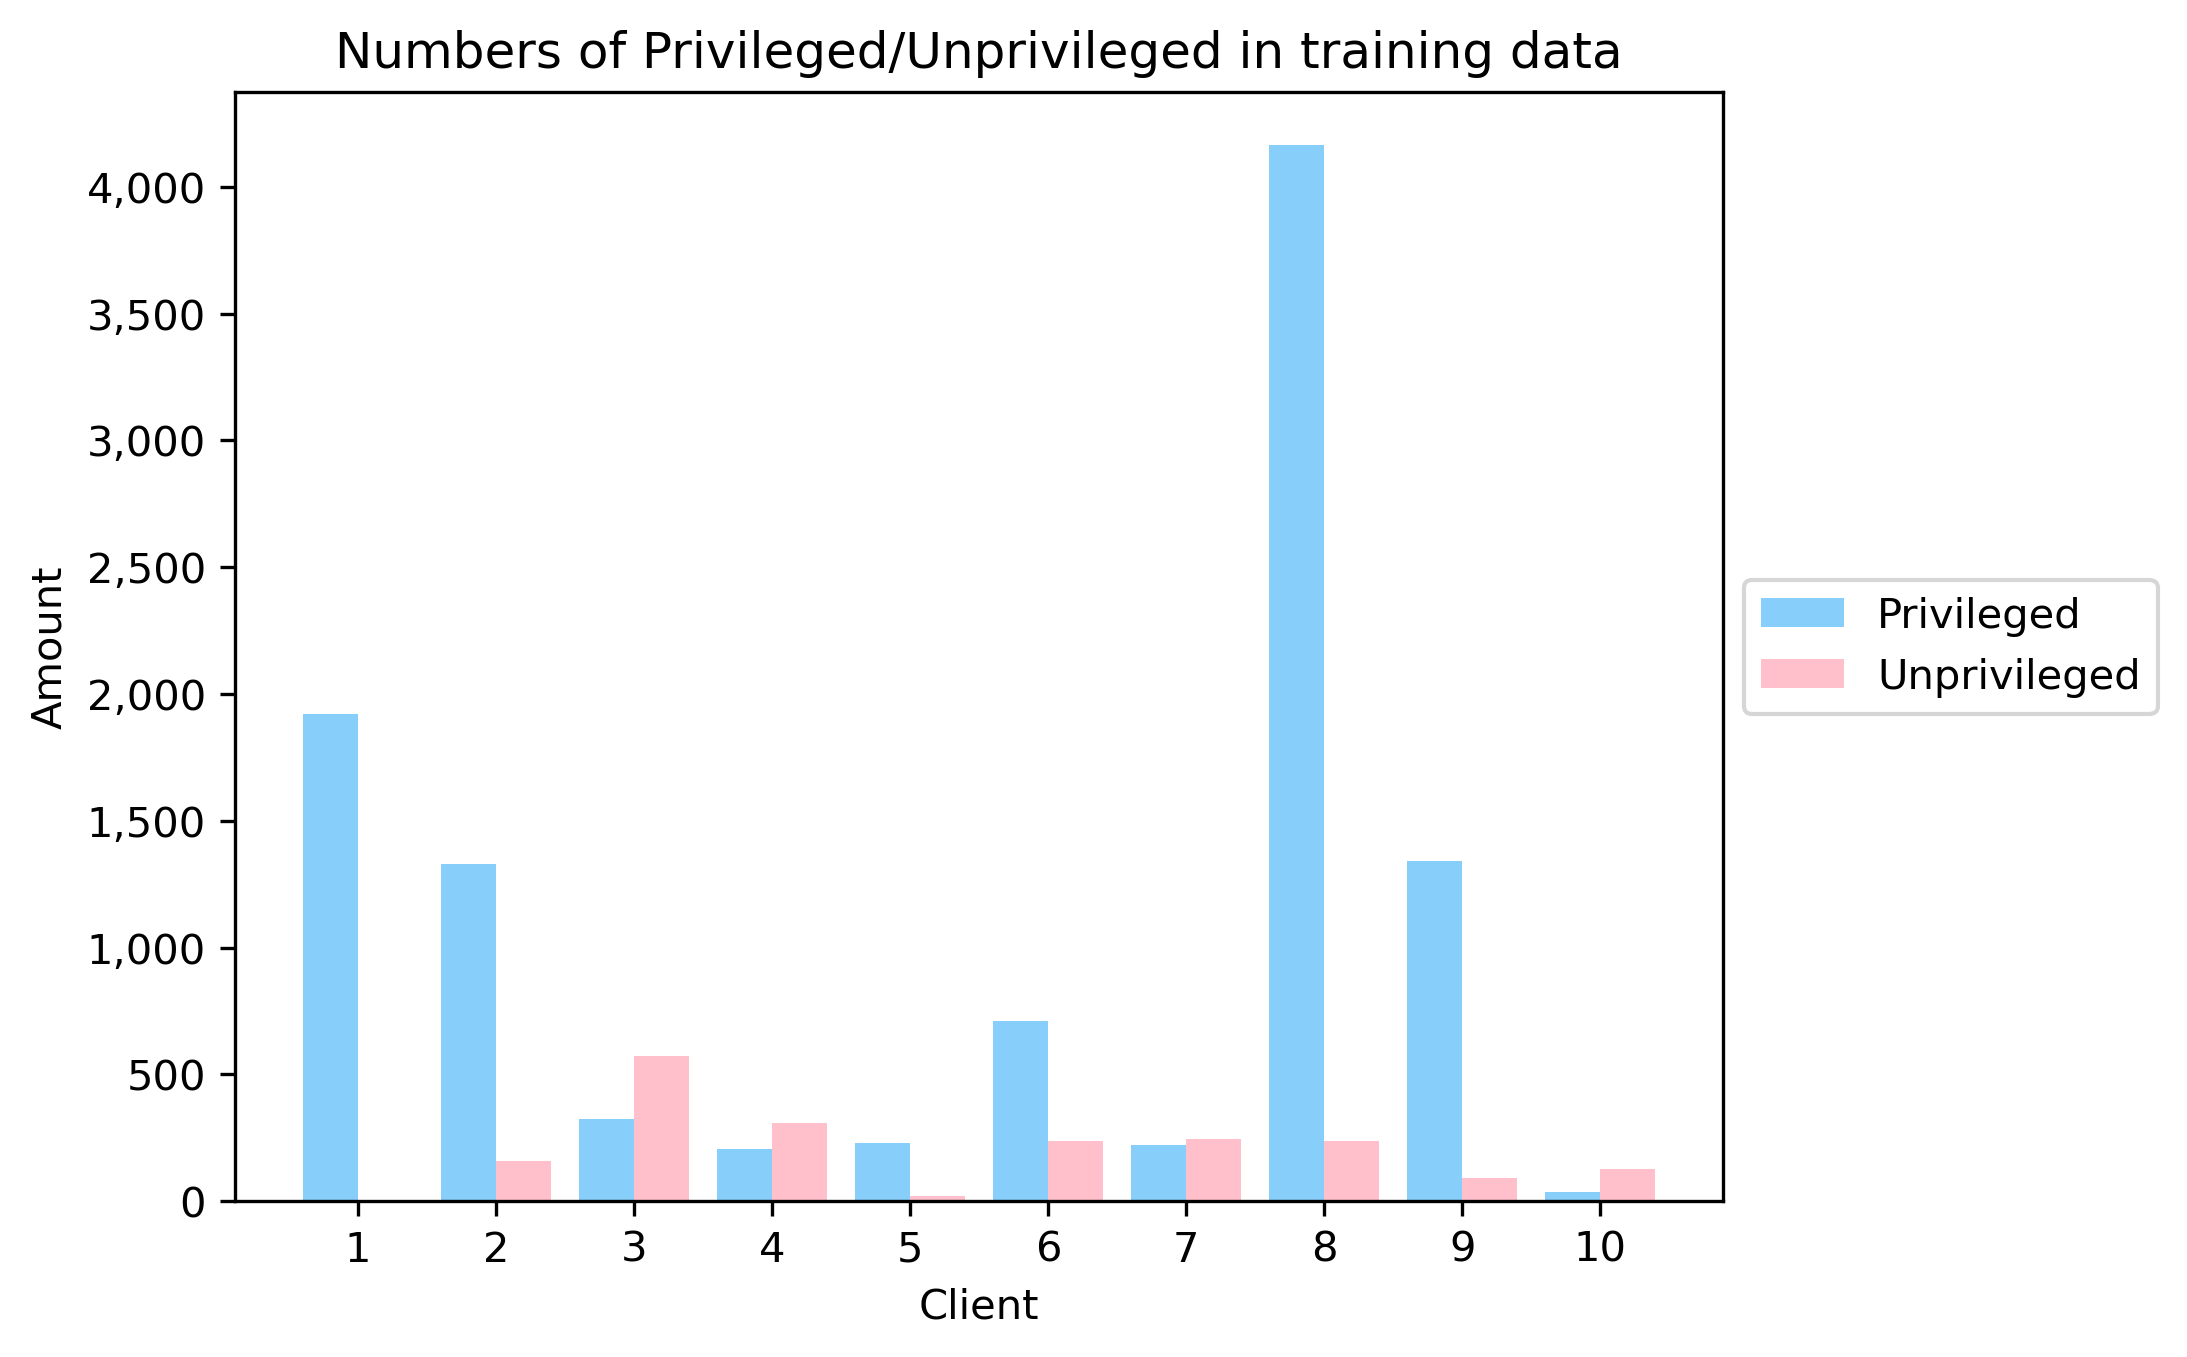 Numbers of Privileged/Unprivileged in training data
4,000
3,500
3,000
2,500
2,000
1,500
1,000
500
0
Amount
1 2 3 4 5 6 7 8 9 10
Client
Privileged
Unprivileged